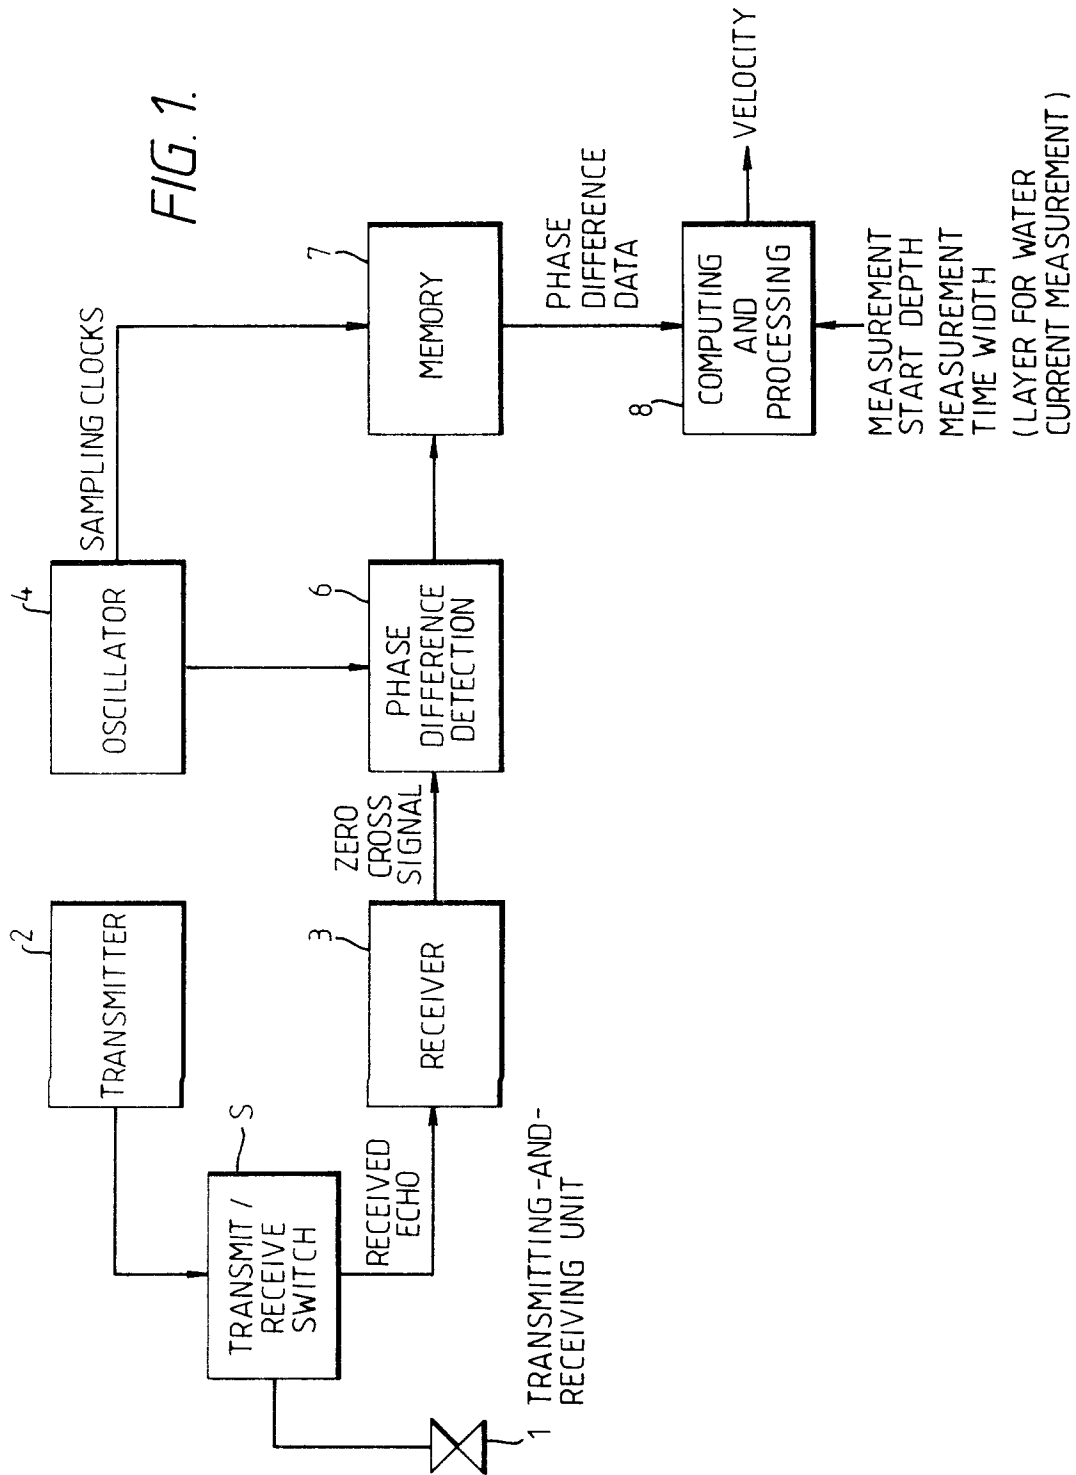 FIG. 1.
2
TRANSMITTER
4
OSCILLATOR
SAMPLING CLOCKS
S
TRANSMIT /
RECEIVE
SWITCH
RECEIVED
ECHO
3
RECEIVER
ZERO
CROSS
SIGNAL
6
PHASE
DIFFERENCE
DETECTION
7
MEMORY
1 TRANSMITTING-AND-
RECEIVING UNIT
PHASE
DIFFERENCE
DATA
8
COMPUTING
AND
PROCESSING
VELOCITY
MEASUREMENT
START DEPTH
MEASUREMENT
TIME WIDTH
(LAYER FOR WATER
CURRENT MEASUREMENT)